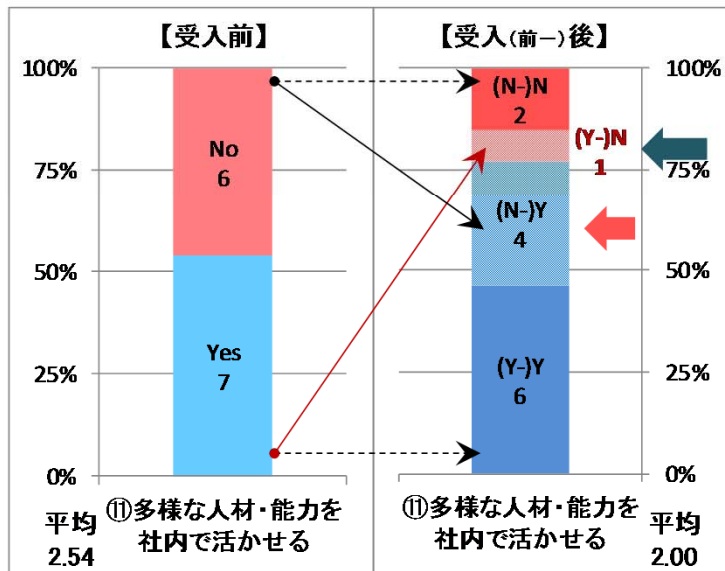 【受入前】
100%
75%
50%
25%
0%
No
6
Yes
7
⑪多様な人材・能力を
社内で活かせる
平均
2.54
【受入(前ー)後】
(N-)N
2
(Y-)N
1
(N-)Y
4
(Y-)Y
6
100%
75%
50%
25%
0%
⑪多様な人材・能力を
社内で活かせる
平均
2.00